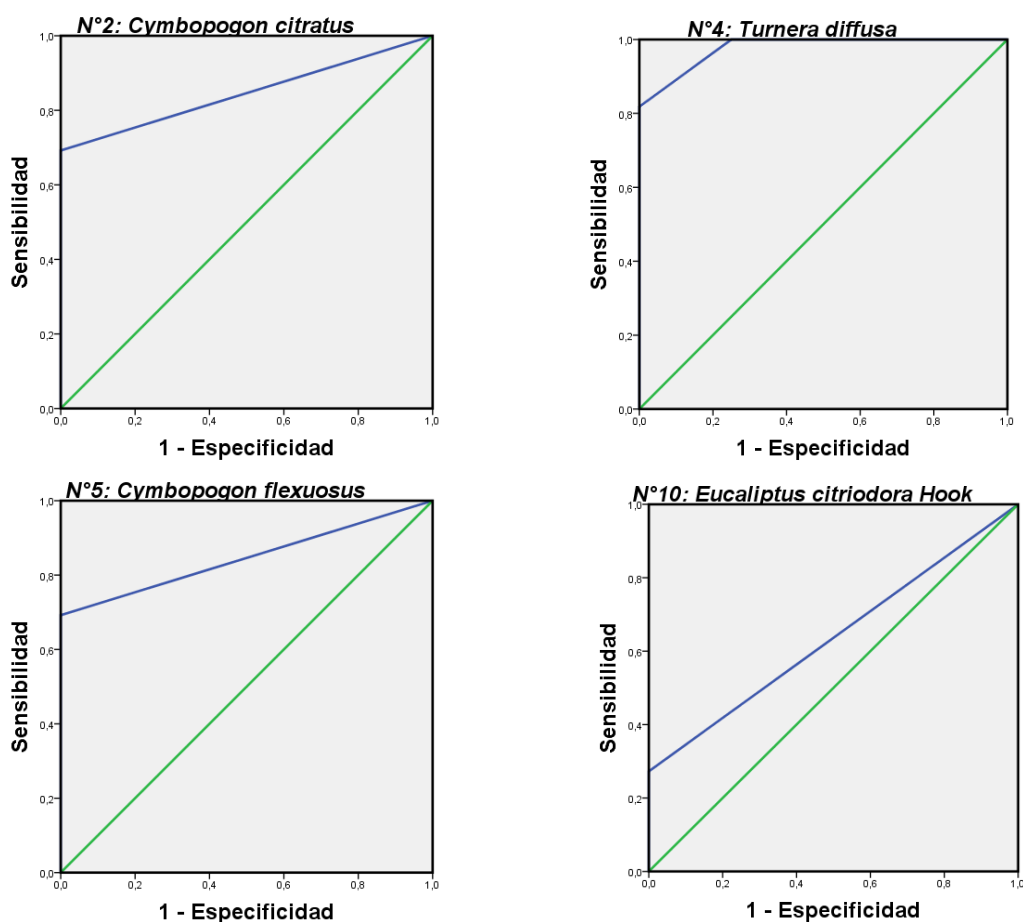 N°2: Cymbopogon citratus
1,0
0,8
0,6
0,4
0,2
0,0
Sensibilidad
0,0 0,2 0,4 0,6 0,8 1,0
1 - Especificidad
N°4: Turnera diffusa
1,0
0,8
0,6
0,4
0,2
0,0
Sensibilidad
0,0 0,2 0,4 0,6 0,8 1,0
1 - Especificidad
N°5: Cymbopogon flexuosus
1,0
0,8
0,6
0,4
0,2
0,0
Sensibilidad
0,0 0,2 0,4 0,6 0,8 1,0
1 - Especificidad
N°10: Eucaliptus citriodora Hook
1,0
0,8
0,6
0,4
0,2
0,0
Sensibilidad
0,0 0,2 0,4 0,6 0,8 1,0
1 - Especificidad